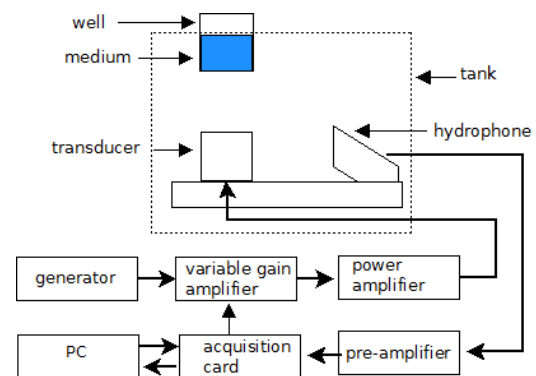 well
medium
tank
hydrophone
transducer
generator
variable gain
amplifier
power
amplifier
PC
acquisition
card
pre-amplifier